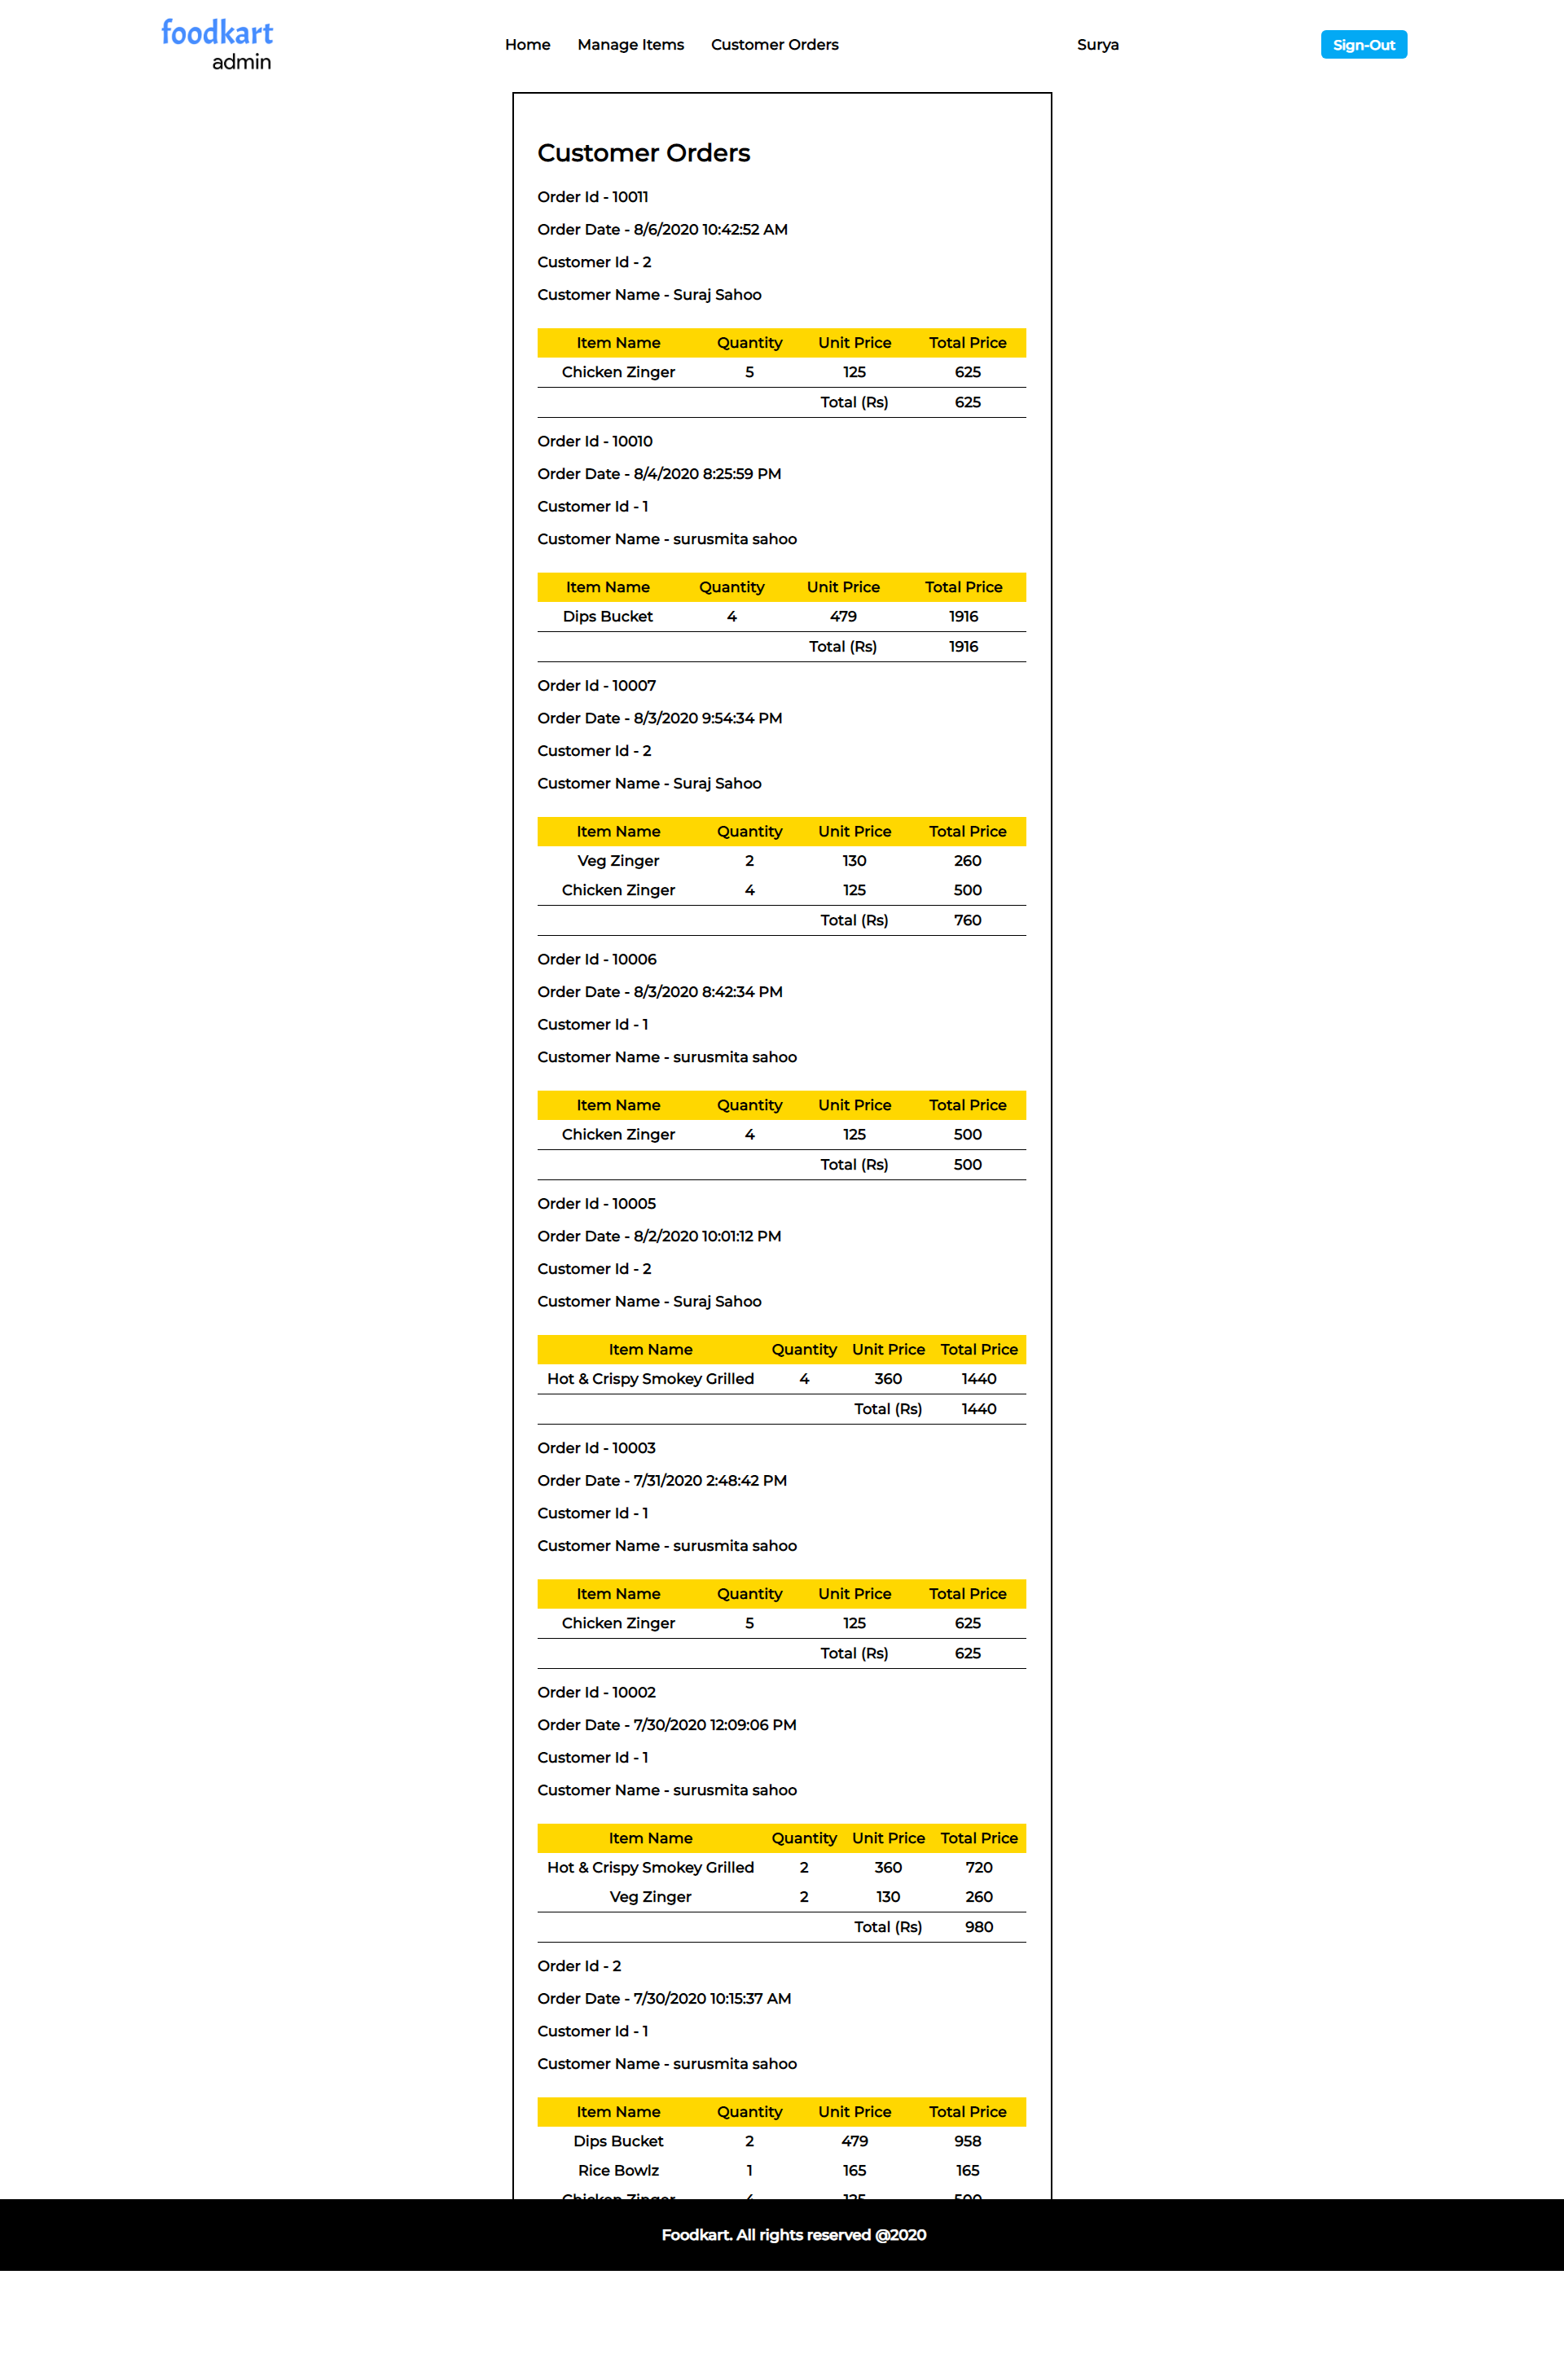 foodkart
admin
Home Manage Items Customer Orders Surya Sign-Out
Customer Orders
Order Id - 10011
Order Date - 8/6/2020 10:42:52 AM
Customer Id - 2
Customer Name - Suraj Sahoo
Item Name Quantity Unit Price Total Price
Chicken Zinger 5 125 625
Total (Rs) 625
Order Id - 10010
Order Date - 8/4/2020 8:25:59 PM
Customer Id - 1
Customer Name - surusmita sahoo
Item Name Quantity Unit Price Total Price
Dips Bucket 4 479 1916
Total (Rs) 1916
Order Id - 10007
Order Date - 8/3/2020 9:54:34 PM
Customer Id - 2
Customer Name - Suraj Sahoo
Item Name Quantity Unit Price Total Price
Veg Zinger 2 130 260
Chicken Zinger 4 125 500
Total (Rs) 760
Order Id - 10006
Order Date - 8/3/2020 8:42:34 PM
Customer Id - 1
Customer Name - surusmita sahoo
Item Name Quantity Unit Price Total Price
Chicken Zinger 4 125 500
Total (Rs) 500
Order Id - 10005
Order Date - 8/2/2020 10:01:12 PM
Customer Id - 2
Customer Name - Suraj Sahoo
Item Name Quantity Unit Price Total Price
Hot & Crispy Smokey Grilled 4 360 1440
Total (Rs) 1440
Order Id - 10003
Order Date - 7/31/2020 2:48:42 PM
Customer Id - 1
Customer Name - surusmita sahoo
Item Name Quantity Unit Price Total Price
Chicken Zinger 5 125 625
Total (Rs) 625
Order Id - 10002
Order Date - 7/30/2020 12:09:06 PM
Customer Id - 1
Customer Name - surusmita sahoo
Item Name Quantity Unit Price Total Price
Hot & Crispy Smokey Grilled 2 360 720
Veg Zinger 2 130 260
Total (Rs) 980
Order Id - 2
Order Date - 7/30/2020 10:15:37 AM
Customer Id - 1
Customer Name - surusmita sahoo
Item Name Quantity Unit Price Total Price
Dips Bucket 2 479 958
Rice Bowlz 1 165 165
Chicken Zinger 4 125 500
Foodkart. All rights reserved @2020